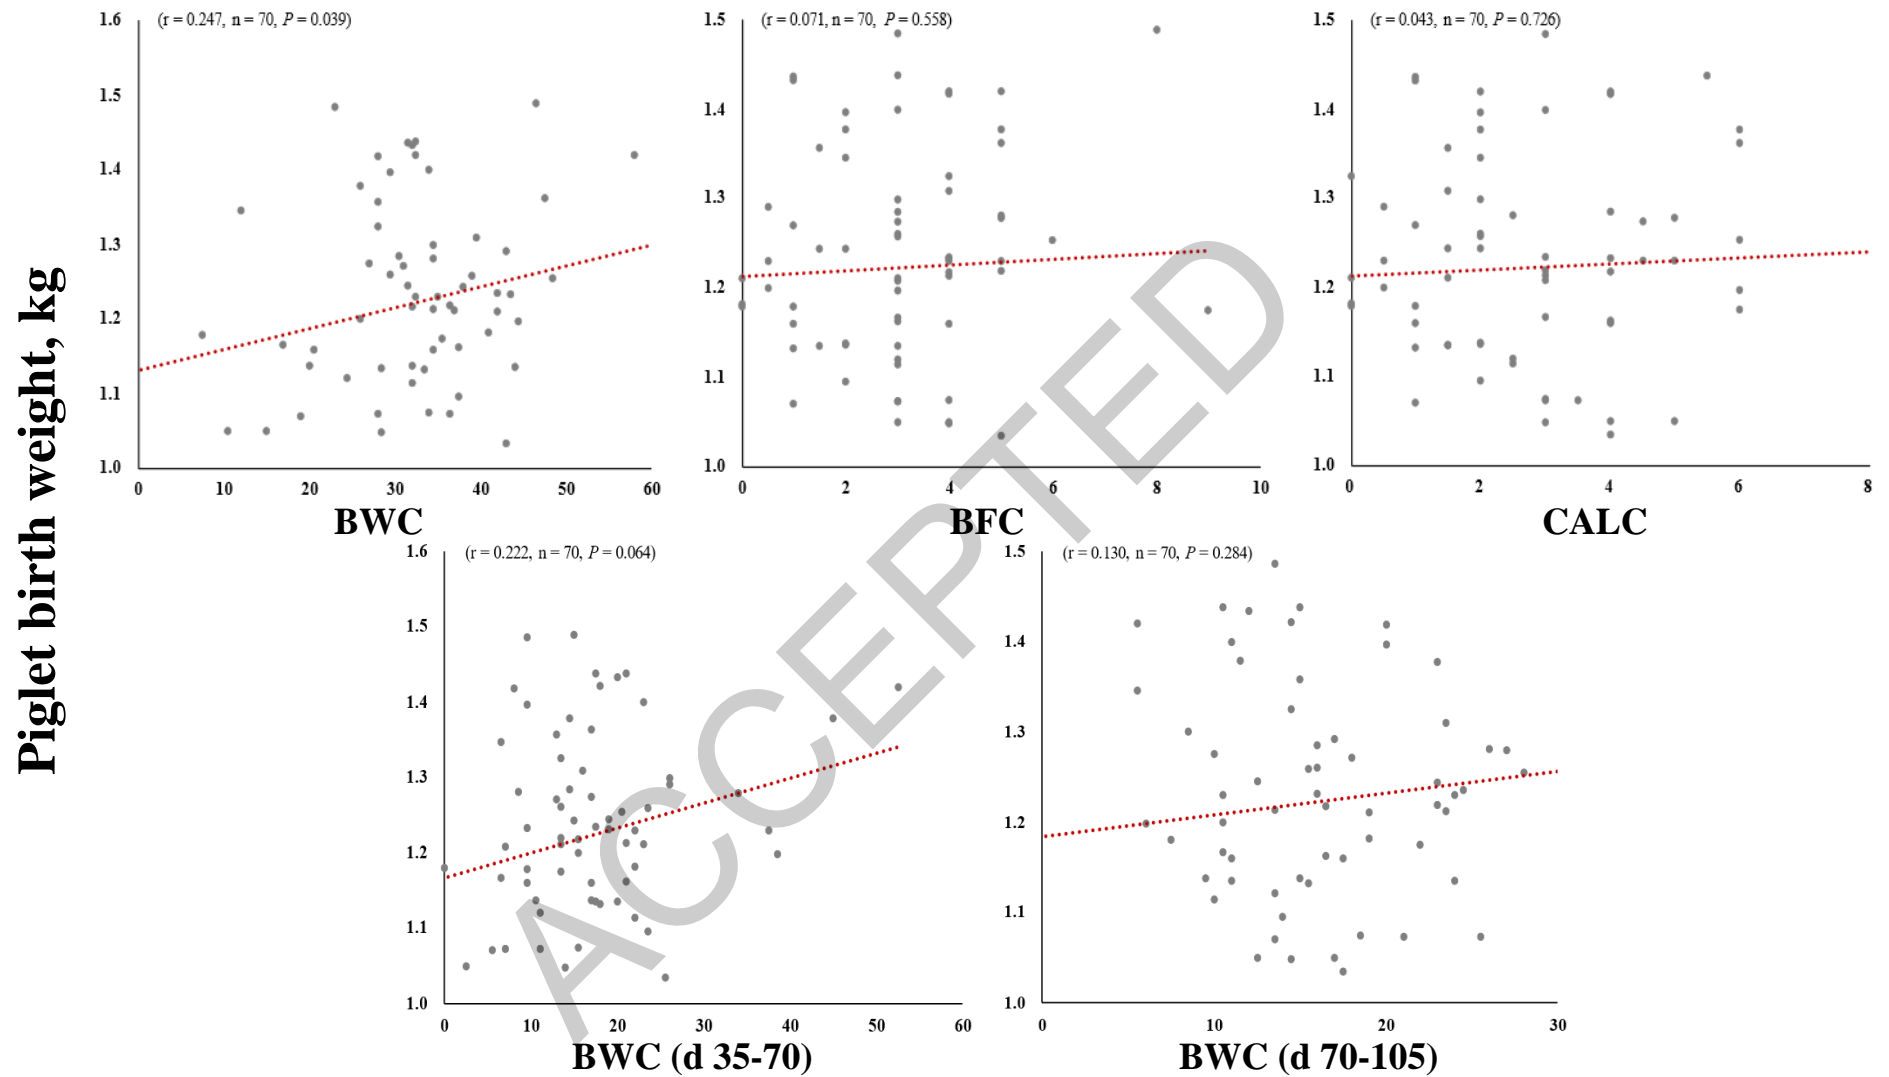 Piglet birth weight, kg
(r = 0.247, n = 70, P = 0.039)
1.6
1.5
1.4
1.3
1.2
1.1
1.0
0 10 20 30 40 50 60
BWC
(r = 0.071, n = 70, P = 0.558)
1.5
1.4
1.3
1.2
1.1
1.0
0 2 4 6 8 10
BFC
(r = 0.043, n = 70, P = 0.726)
1.5
1.4
1.3
1.2
1.1
1.0
0 2 4 6 8
CALC
(r = 0.222, n = 70, P = 0.064)
1.6
1.5
1.4
1.3
1.2
1.1
1.0
0 10 20 30 40 50 60
BWC (d 35-70)
(r = 0.130, n = 70, P = 0.284)
1.5
1.4
1.3
1.2
1.1
1.0
0 10 20 30
BWC (d 70-105)
ACCEPTED